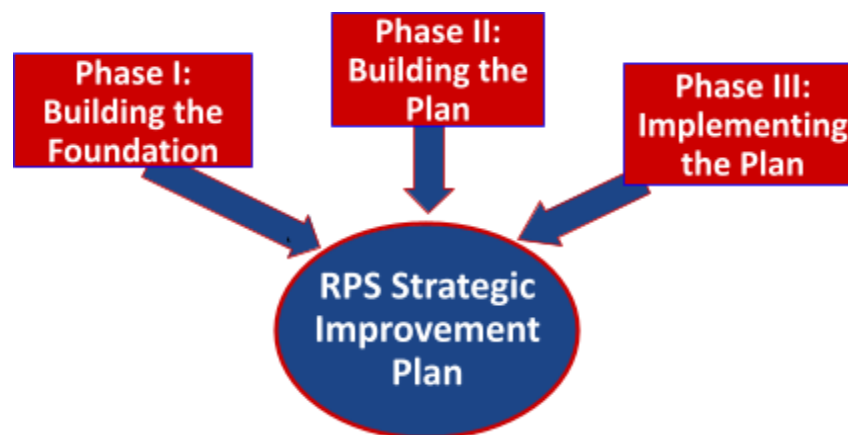 Phase I:
Building the
Foundation
Phase II:
Building the
Plan
Phase III:
Implementing
the Plan
RPS Strategic
Improvement
Plan